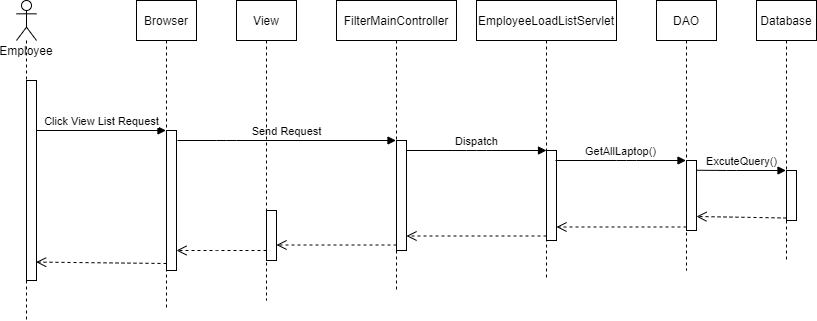 Browser
View
FilterMainController
EmployeeLoadListServlet
DAO
Database
Employee
Click View List Request
Send Request
Dispatch
GetAllLaptop()
ExcuteQuery()